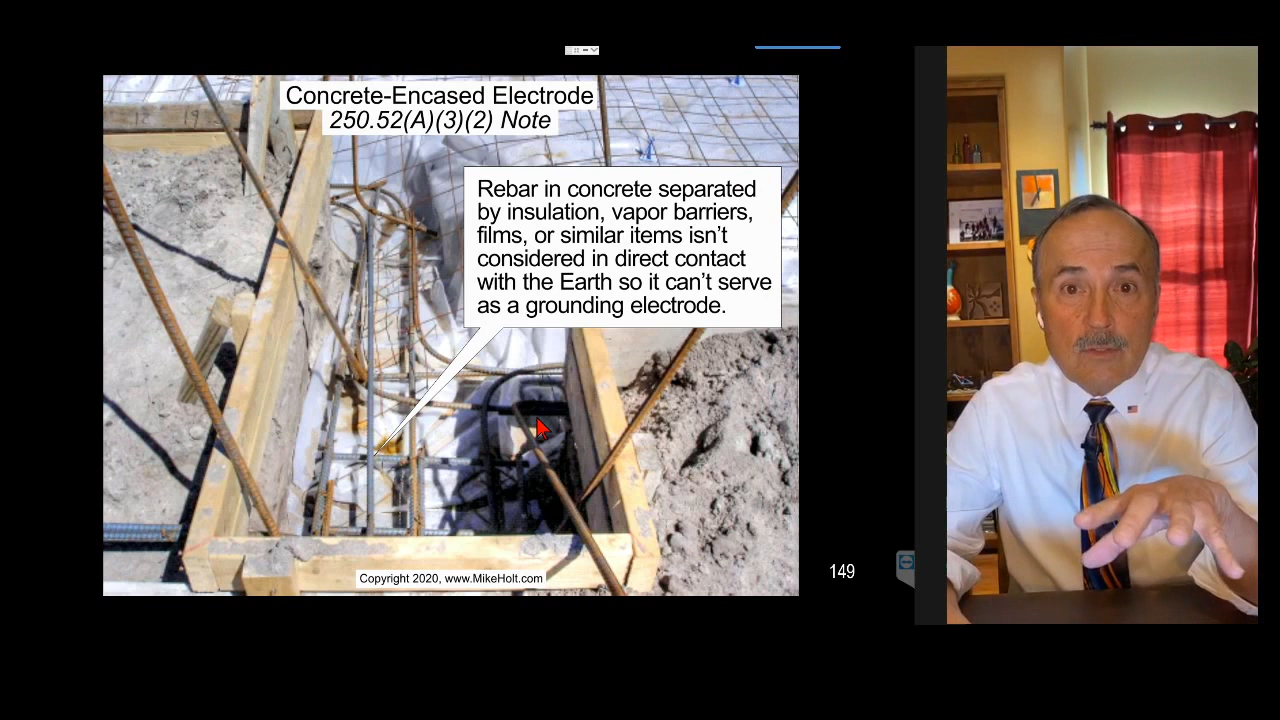 Concrete-Encased Electrode
250.52(A)(3)(2) Note
Rebar in concrete separated
by insulation, vapor barriers,
films, or similar items isn't
considered in direct contact
with the Earth so it can't serve
as a grounding electrode.
Copyright 2020, www.MikeHolt.com
149